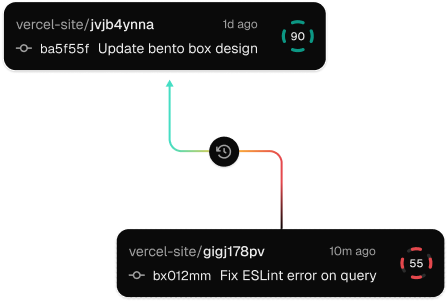 vercel-site/jvjb4ynna 1d ago
90
ba5f55f Update bento box design
vercel-site/gigj178pv 10m ago
55
bx012mm Fix ESLint error on query